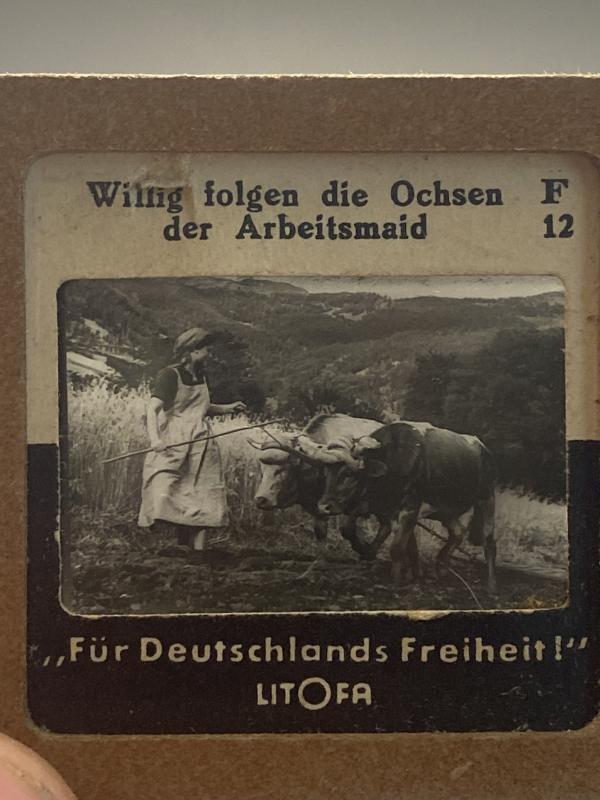 Willig folgen die Ochsen F
der Arbeitsmaid 12
„Für Deutschlands Freiheit!“
LITOFA